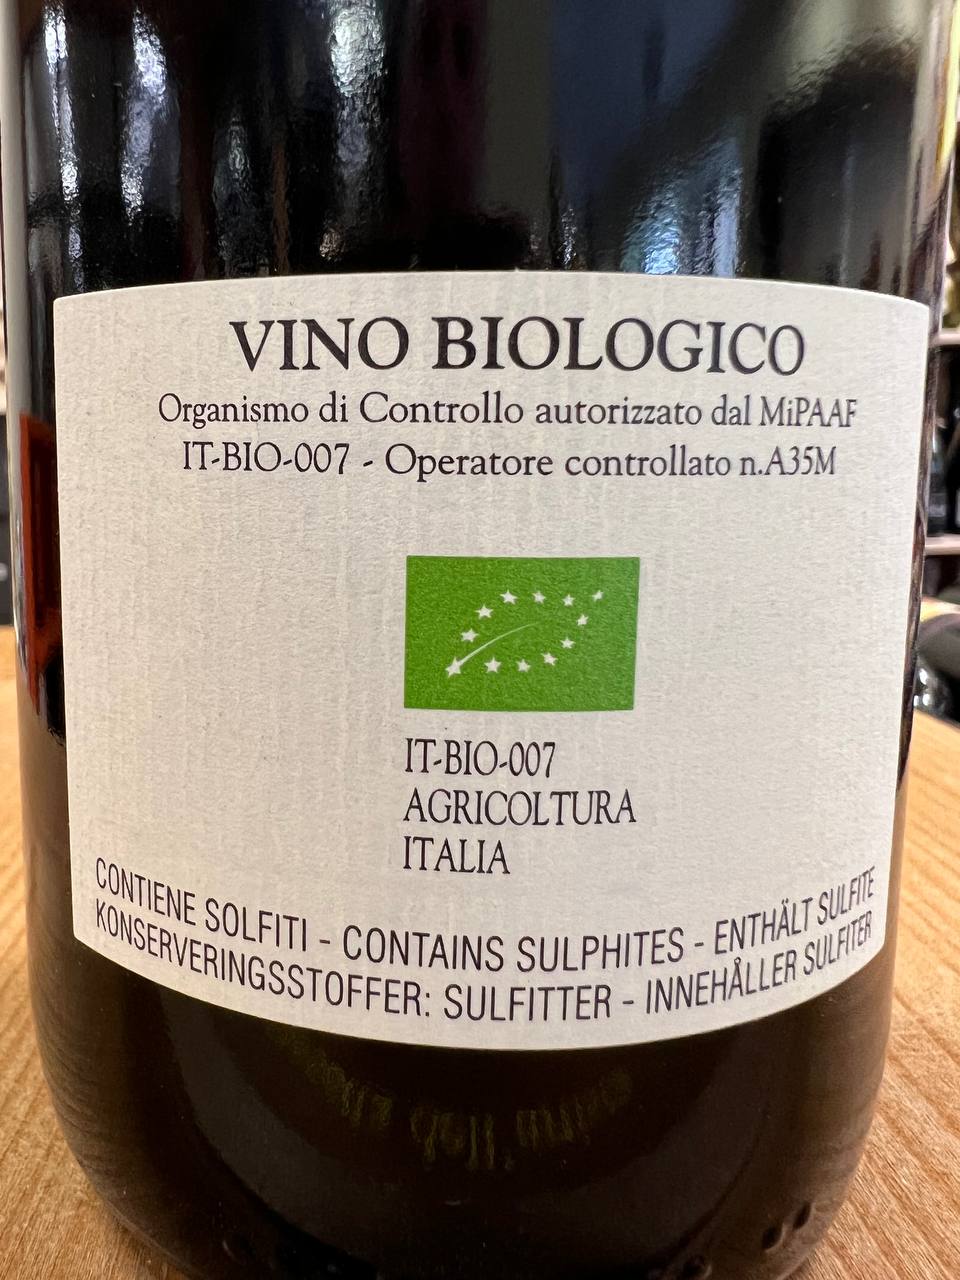 VINO BIOLOGICO
Organismo di Controllo autorizzato dal MiPAAF
IT-BIO-007 - Operatore controllato n.A35M
IT-BIO-007
AGRICOLTURA
ITALIA
CONTIENE SOLFITI - CONTAINS SULPHITES - ENTHÄLT SULFITE
KONSERVERINGSSTOFFER: SULFITTER - INNEHÅLLER SULFITER